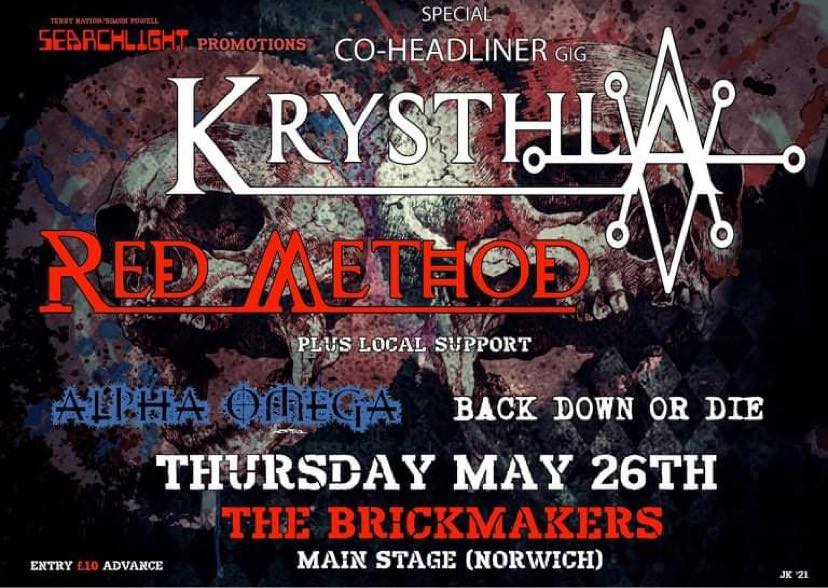 TERRY NATION/SIMON POWELL
SEARCHLIGHT PROMOTIONS
SPECIAL
CO-HEADLINER GIG
KRYSTHLA
RED METHOD
PLUS LOCAL SUPPORT
ALPHA OMEGA
BACK DOWN OR DIE
THURSDAY MAY 26TH
THE BRICKMAKERS
MAIN STAGE (NORWICH)
ENTRY £10 ADVANCE
JK '21